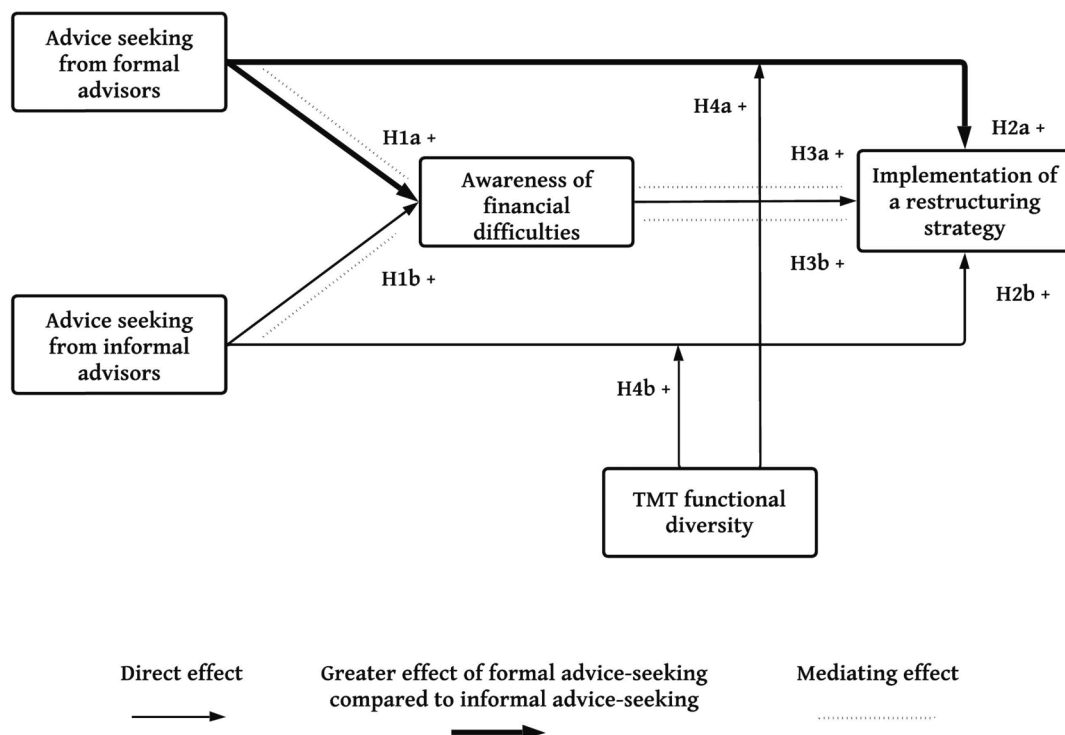 Advice seeking
from formal
advisors
H1a +
H4a +
H2a +
H3a +
Awareness of
financial
difficulties
Implementation of
a restructuring
strategy
H1b +
H3b +
H2b +
Advice seeking
from informal
advisors
H4b +
TMT functional
diversity
Direct effect
Greater effect of formal advice-seeking
compared to informal advice-seeking
Mediating effect